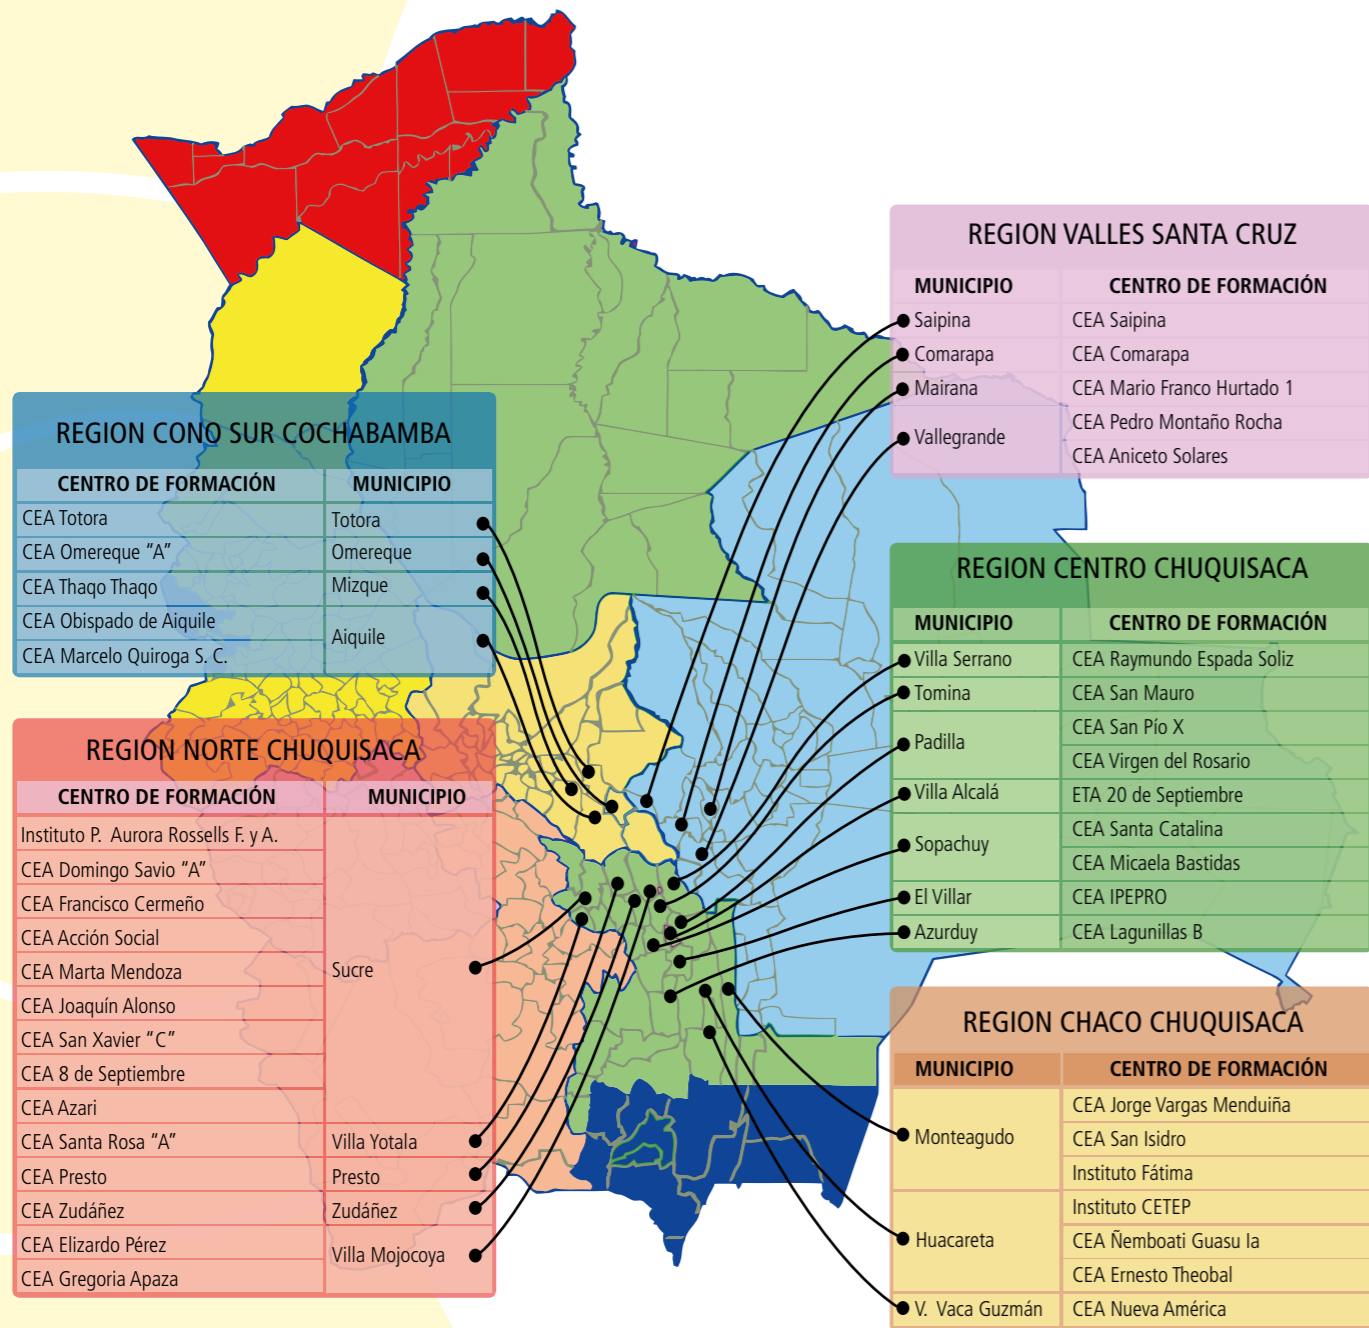 REGION VALLES SANTA CRUZ
MUNICIPIO CENTRO DE FORMACIÓN
Saipina CEA Saipina
Comarapa CEA Comarapa
Mairana CEA Mario Franco Hurtado 1
Vallegrande CEA Pedro Montaño Rocha
CEA Aniceto Solares
REGION CONO SUR COCHABAMBA
CENTRO DE FORMACIÓN MUNICIPIO
CEA Totora Totora
CEA Omereque “A” Omereque
CEA Thaqo Thaqo Mizque
CEA Obispado de Aiquile Aiquile
CEA Marcelo Quiroga S. C.
REGION CENTRO CHUQUISACA
MUNICIPIO CENTRO DE FORMACIÓN
Villa Serrano CEA Raymundo Espada Soliz
Tomina CEA San Mauro
Padilla CEA San Pío X
CEA Virgen del Rosario
Villa Alcalá ETA 20 de Septiembre
Sopachuy CEA Santa Catalina
CEA Micaela Bastidas
El Villar CEA IPEPRO
Azurduy CEA Lagunillas B
REGION NORTE CHUQUISACA
CENTRO DE FORMACIÓN MUNICIPIO
Instituto P. Aurora Rossells F. y A.
CEA Domingo Savio “A”
CEA Francisco Cermeño
CEA Acción Social
CEA Marta Mendoza Sucre
CEA Joaquín Alonso
CEA San Xavier “C”
CEA 8 de Septiembre
CEA Azari
CEA Santa Rosa “A” Villa Yotala
CEA Presto Presto
CEA Zudáñez Zudáñez
CEA Elizardo Pérez Villa Mojocoya
CEA Gregoria Apaza
REGION CHACO CHUQUISACA
MUNICIPIO CENTRO DE FORMACIÓN
CEA Jorge Vargas Menduiña
Monteagudo CEA San Isidro
Instituto Fátima
Instituto CETEP
Huacareta CEA Ñemboati Guasu Ia
CEA Ernesto Theobal
V. Vaca Guzmán CEA Nueva América